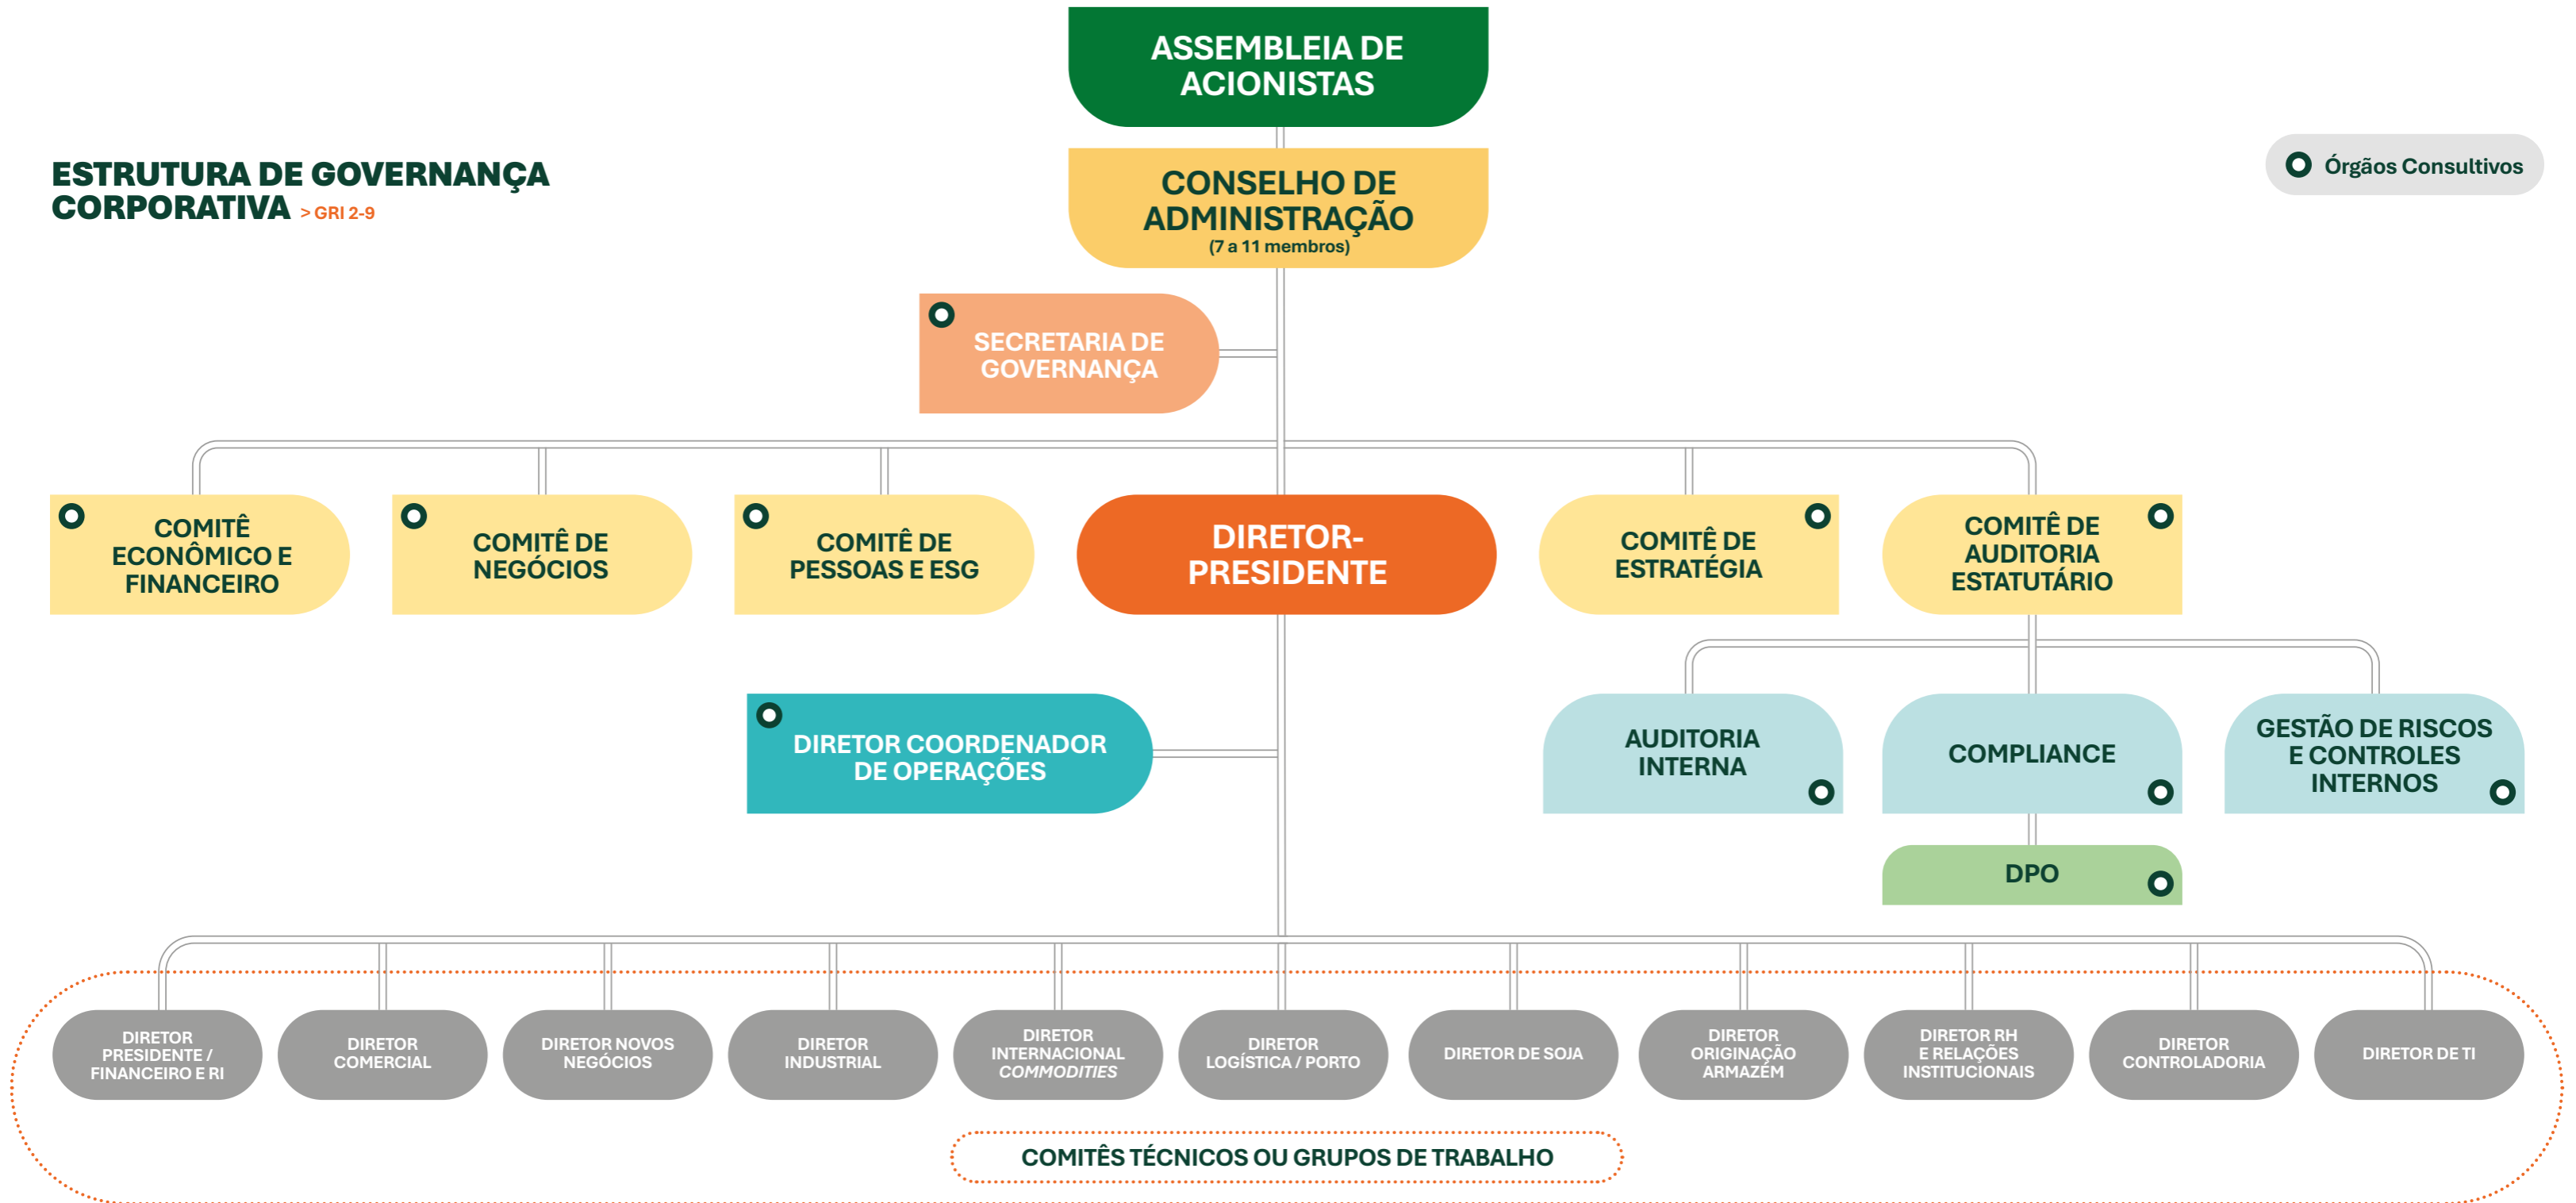 ASSEMBLEIA DE
ACIONISTAS
ESTRUTURA DE GOVERNANÇA
CORPORATIVA > GRI 2-9
CONSELHO DE
ADMINISTRAÇÃO
(7 a 11 membros)
Órgãos Consultivos
SECRETARIA DE
GOVERNANÇA
COMITÊ
ECONÔMICO E
FINANCEIRO
COMITÊ DE
NEGÓCIOS
COMITÊ DE
PESSOAS E ESG
DIRETOR-
PRESIDENTE
COMITÊ DE
ESTRATÉGIA
COMITÊ DE
AUDITORIA
ESTATUTÁRIO
DIRETOR COORDENADOR
DE OPERAÇÕES
AUDITORIA
INTERNA
COMPLIANCE
GESTÃO DE RISCOS
E CONTROLES
INTERNOS
DPO
DIRETOR
PRESIDENTE /
FINANCEIRO E RI
DIRETOR
COMERCIAL
DIRETOR NOVOS
NEGÓCIOS
DIRETOR
INDUSTRIAL
DIRETOR
INTERNACIONAL
COMMODITIES
DIRETOR
LOGÍSTICA / PORTO
DIRETOR DE SOJA
DIRETOR
ORIGINAÇÃO
ARMAZÉM
DIRETOR RH
E RELAÇÕES
INSTITUCIONAIS
DIRETOR
CONTROLADORIA
DIRETOR DE TI
COMITÊS TÉCNICOS OU GRUPOS DE TRABALHO